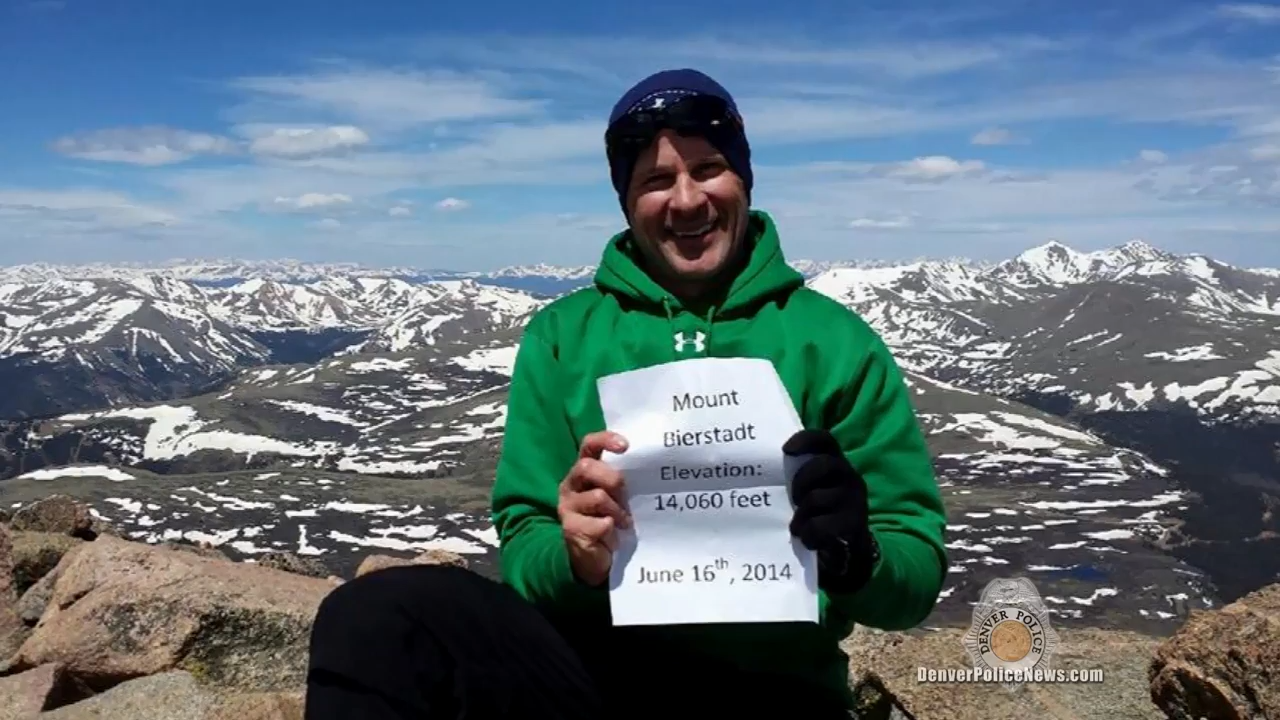 Mount
Bierstadt
Elevation:
14,060 feet
June 16th, 2014
DENVER POLICE
DenverPoliceNews.com